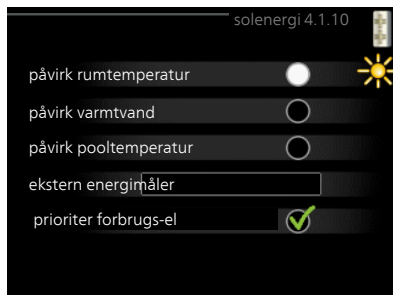 solenergi 4.1.10
påvirk rumtemperatur
påvirk varmtvand
påvirk pooltemperatur
ekstern energimåler
prioriter forbrugs-el